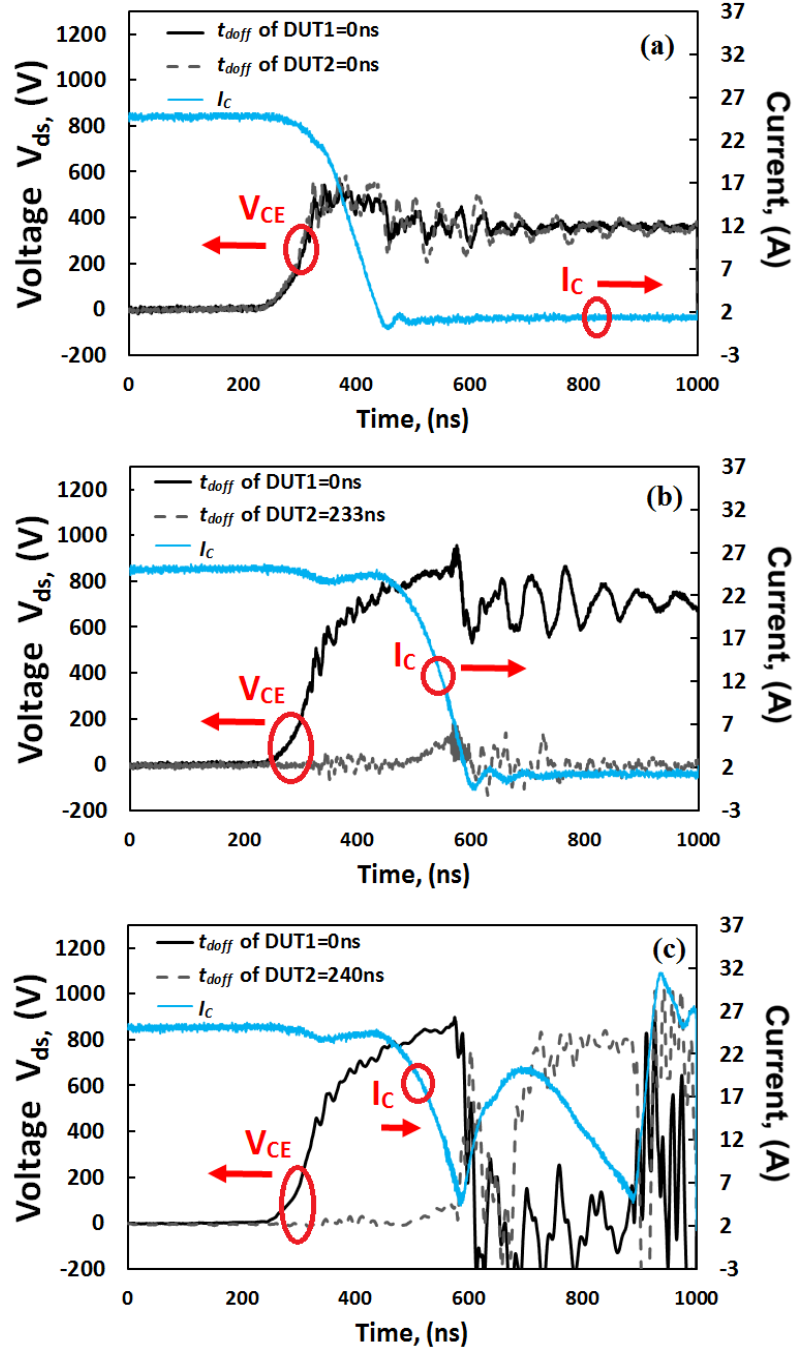 (a)
t_doff of DUT1=0ns
t_doff of DUT2=0ns
I_C
Voltage V_ds, (V)
1200
1000
800
600
400
200
0
-200
Current, (A)
37
32
27
22
17
12
7
2
-3
V_CE
I_C
0 200 400 600 800 1000
Time, (ns)
(b)
t_doff of DUT1=0ns
t_doff of DUT2=233ns
I_C
Voltage V_ds, (V)
1200
1000
800
600
400
200
0
-200
Current, (A)
37
32
27
22
17
12
7
2
-3
I_C
V_CE
0 200 400 600 800 1000
Time, (ns)
(c)
t_doff of DUT1=0ns
t_doff of DUT2=240ns
I_C
Voltage V_ds, (V)
1200
1000
800
600
400
200
0
-200
Current, (A)
37
32
27
22
17
12
7
2
-3
I_C
V_CE
0 200 400 600 800 1000
Time, (ns)